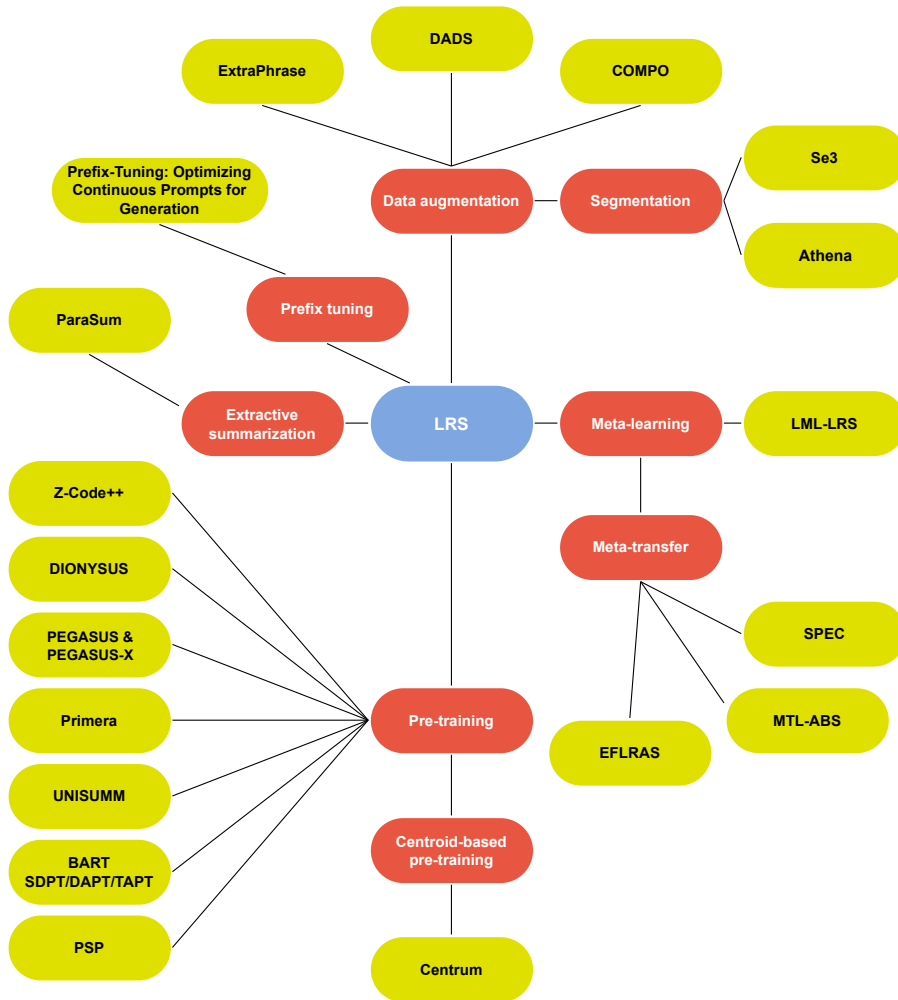 DADS
ExtraPhrase
COMPO
Se3
Prefix-Tuning: Optimizing
Continuous Prompts for
Generation
Data augmentation
Segmentation
Athena
Prefix tuning
ParaSum
Extractive
summarization
LRS
Meta-learning
LML-LRS
Z-Code++
Meta-transfer
DIONYSUS
PEGASUS &
PEGASUS-X
SPEC
Primera
Pre-training
MTL-ABS
EFLRAS
UNISUMM
Centroid-based
pre-training
BART
SDPT/DAPT/TAPT
PSP
Centrum